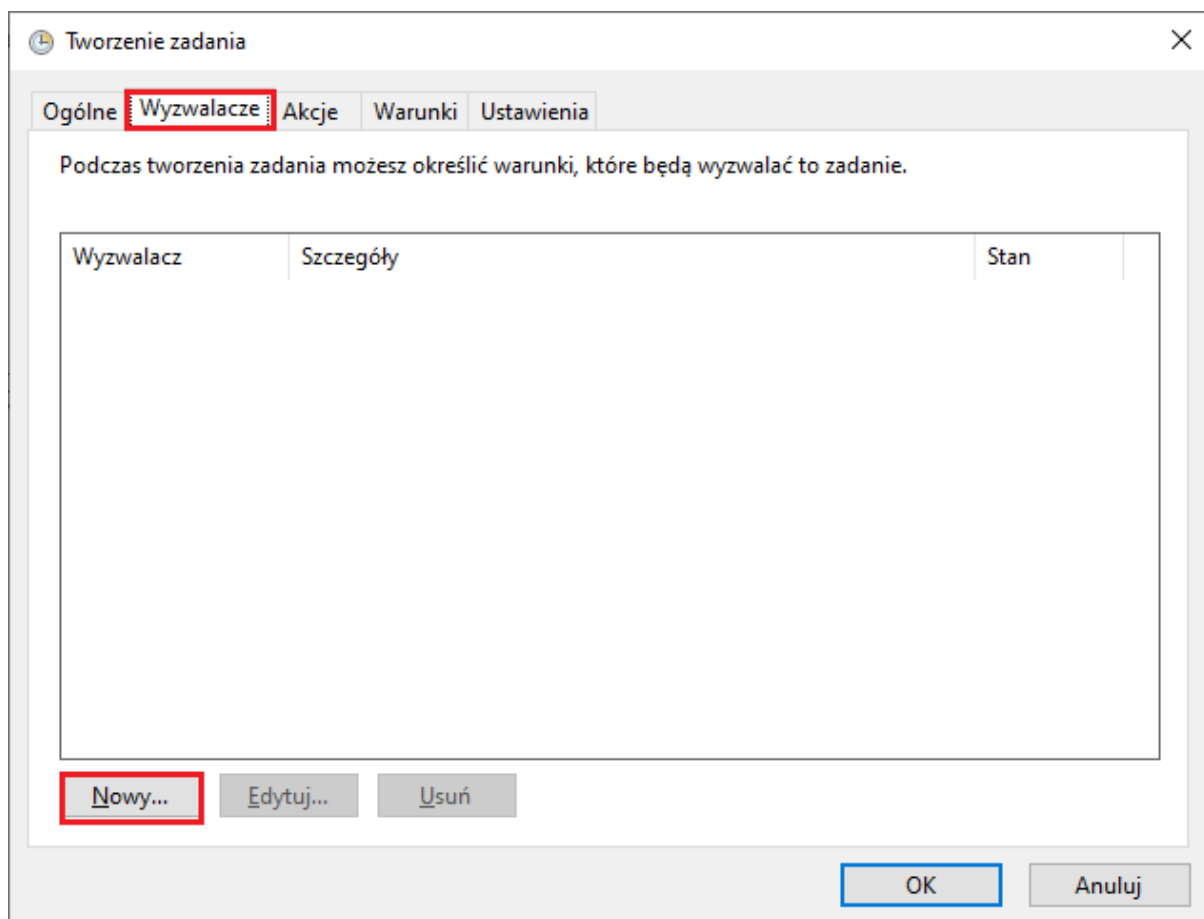 Tworzenie zadania
Ogólne Wyzwalacze Akcje Warunki Ustawienia
Podczas tworzenia zadania możesz określić warunki, które będą wyzwalać to zadanie.
Wyzwalacz Szczegóły Stan
Nowy... Edytuj... Usuń
OK Anuluj